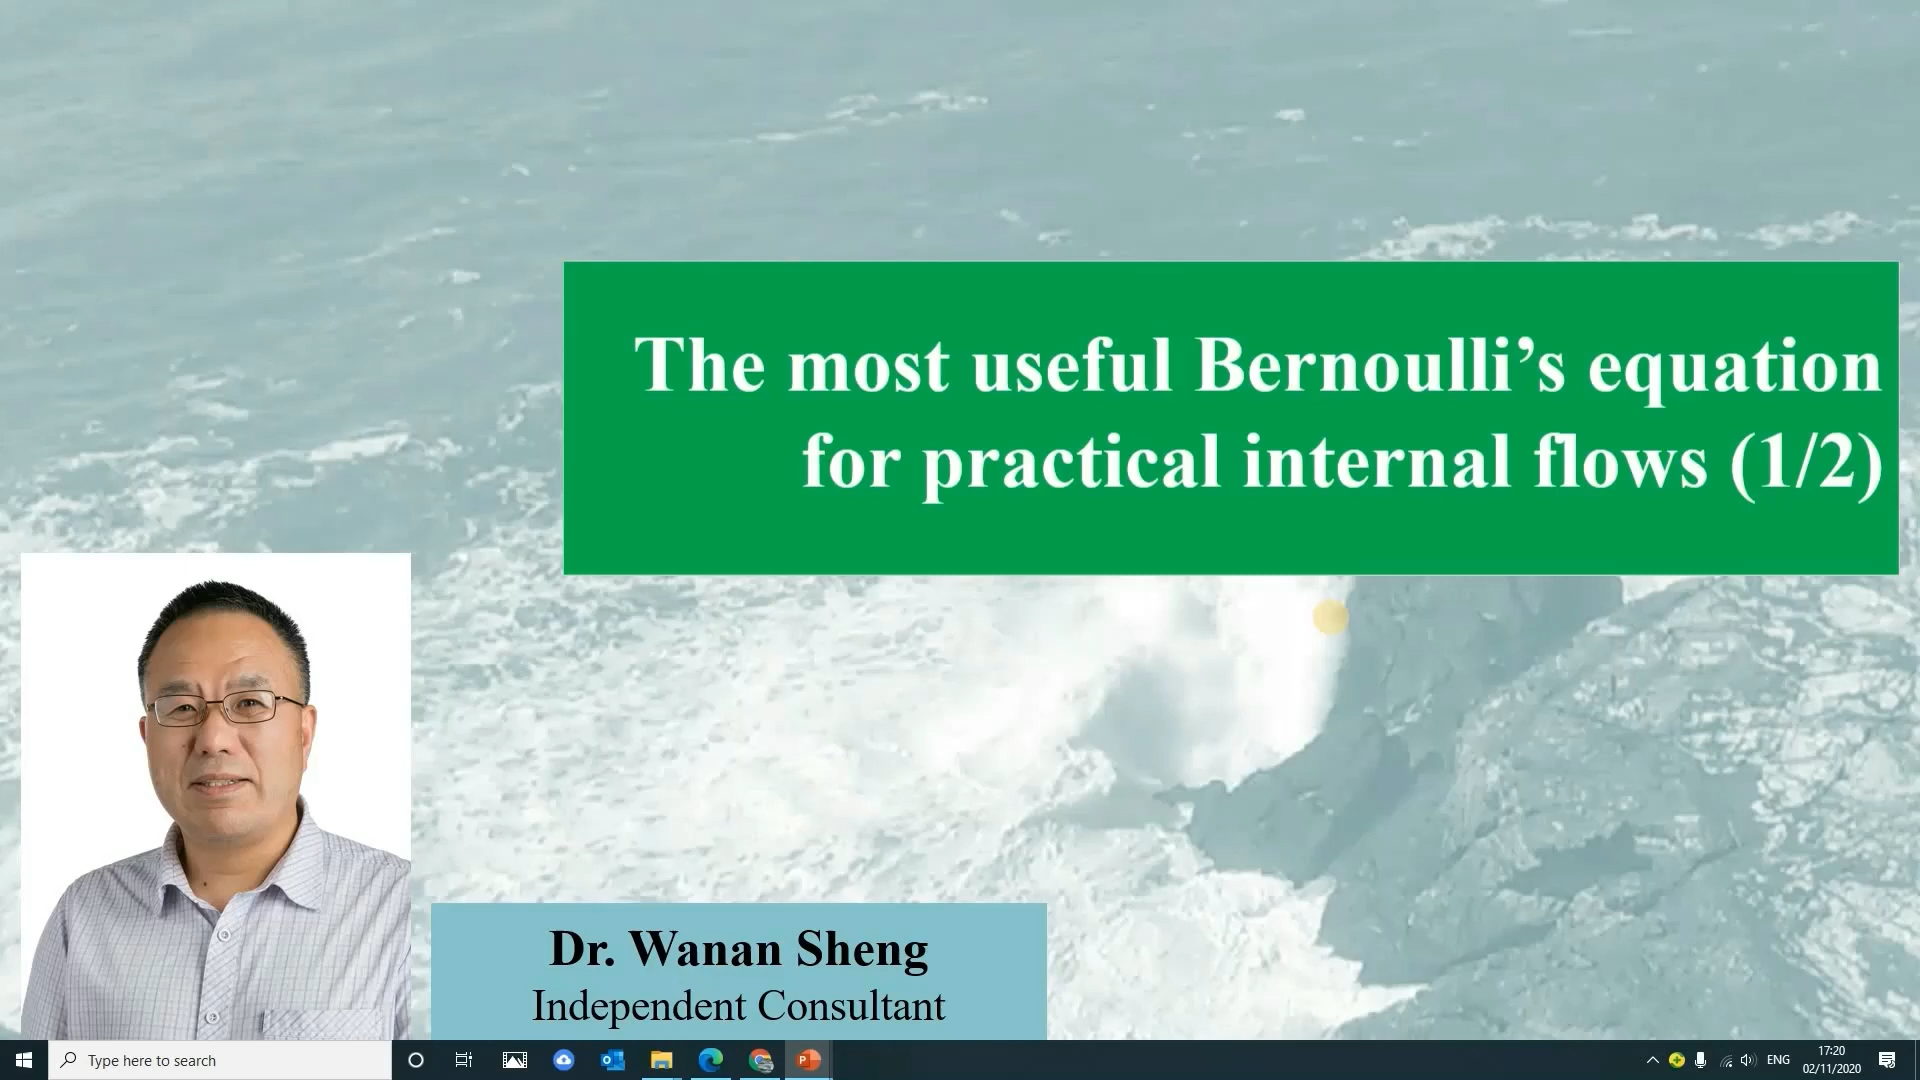 The most useful Bernoulli’s equation
for practical internal flows (1/2)
Dr. Wanan Sheng
Independent Consultant
Type here to search
ENG
17:20
02/11/2020